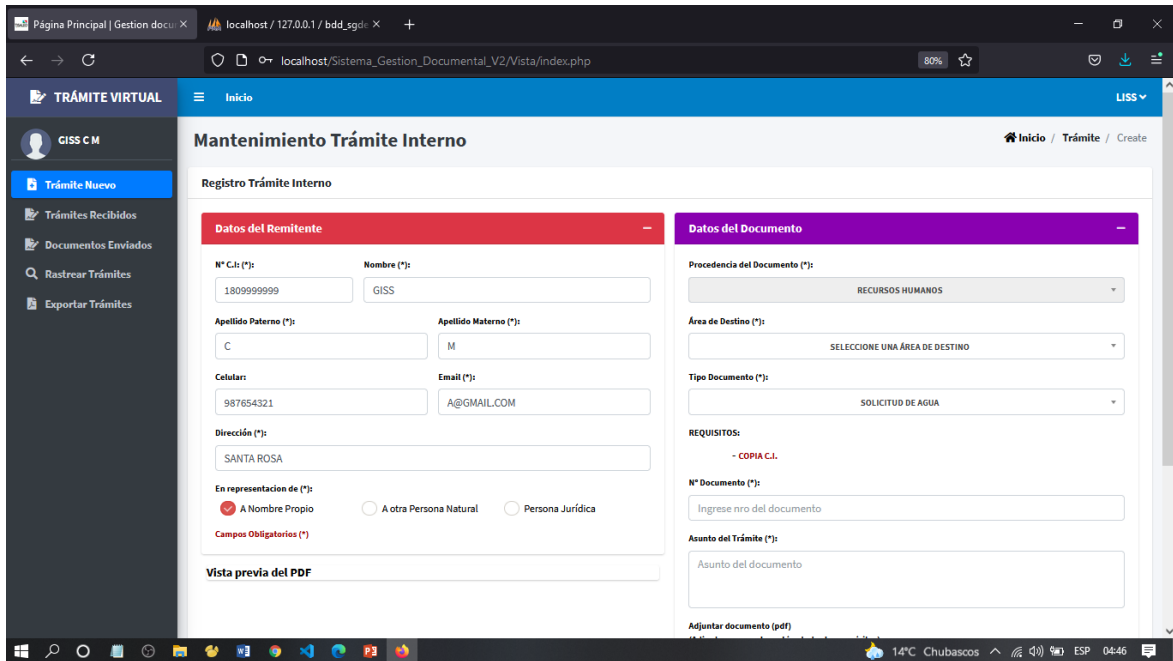 Página Principal | Gestion docu
localhost / 127.0.0.1 / bdd_sgde
localhost/Sistema_Gestion_Documental_V2/Vista/index.php
80%
TRÁMITE VIRTUAL
Inicio
LISS
GISS C M
Trámite Nuevo
Trámites Recibidos
Documentos Enviados
Rastrear Trámites
Exportar Trámites
Mantenimiento Trámite Interno
Inicio / Trámite / Create
Registro Trámite Interno
Datos del Remitente
N° C.I: (*):
Nombre (*):
1809999999
GISS
Apellido Paterno (*):
Apellido Materno (*):
C
M
Celular:
Email (*):
987654321
A@GMAIL.COM
Dirección (*):
SANTA ROSA
En representacion de (*):
A Nombre Propio
A otra Persona Natural
Persona Jurídica
Campos Obligatorios (*)
Vista previa del PDF
Datos del Documento
Procedencia del Documento (*):
RECURSOS HUMANOS
Área de Destino (*):
SELECCIONE UNA ÁREA DE DESTINO
Tipo Documento (*):
SOLICITUD DE AGUA
REQUISITOS:
- COPIA C.I.
N° Documento (*):
Ingrese nro del documento
Asunto del Trámite (*):
Asunto del documento
Adjuntar documento (pdf)
14°C Chubascos
ESP
04:46